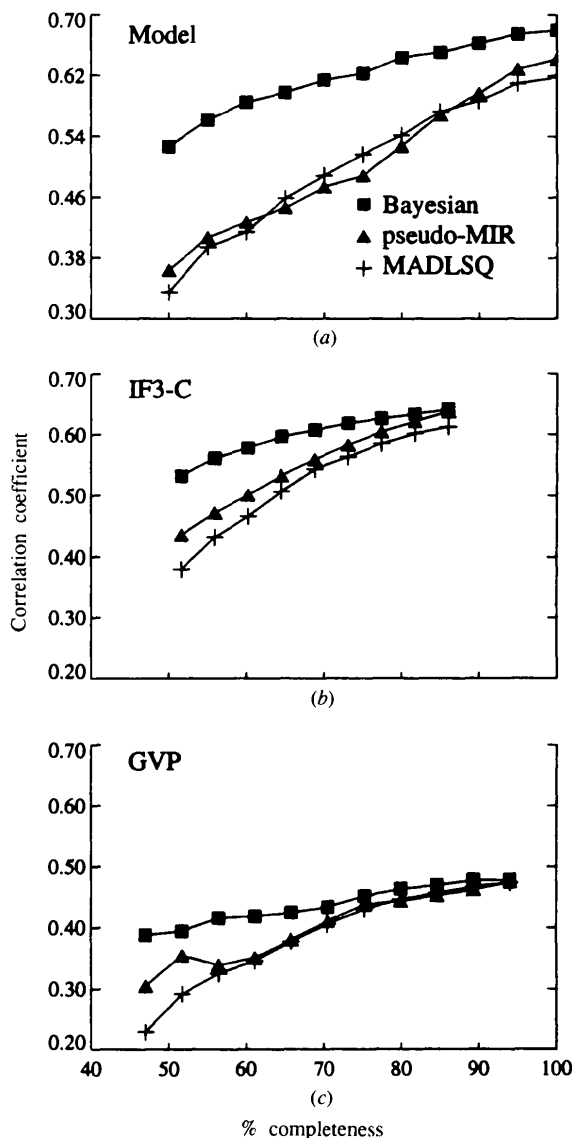 Model
0.70
0.62
0.54
0.46
0.38
0.30
Bayesian
pseudo-MIR
MADLSQ
(a)
IF3-C
0.70
0.60
0.50
0.40
0.30
0.20
Correlation coefficient
(b)
GVP
0.70
0.60
0.50
0.40
0.30
0.20
40 50 60 70 80 90 100
(c)
% completeness